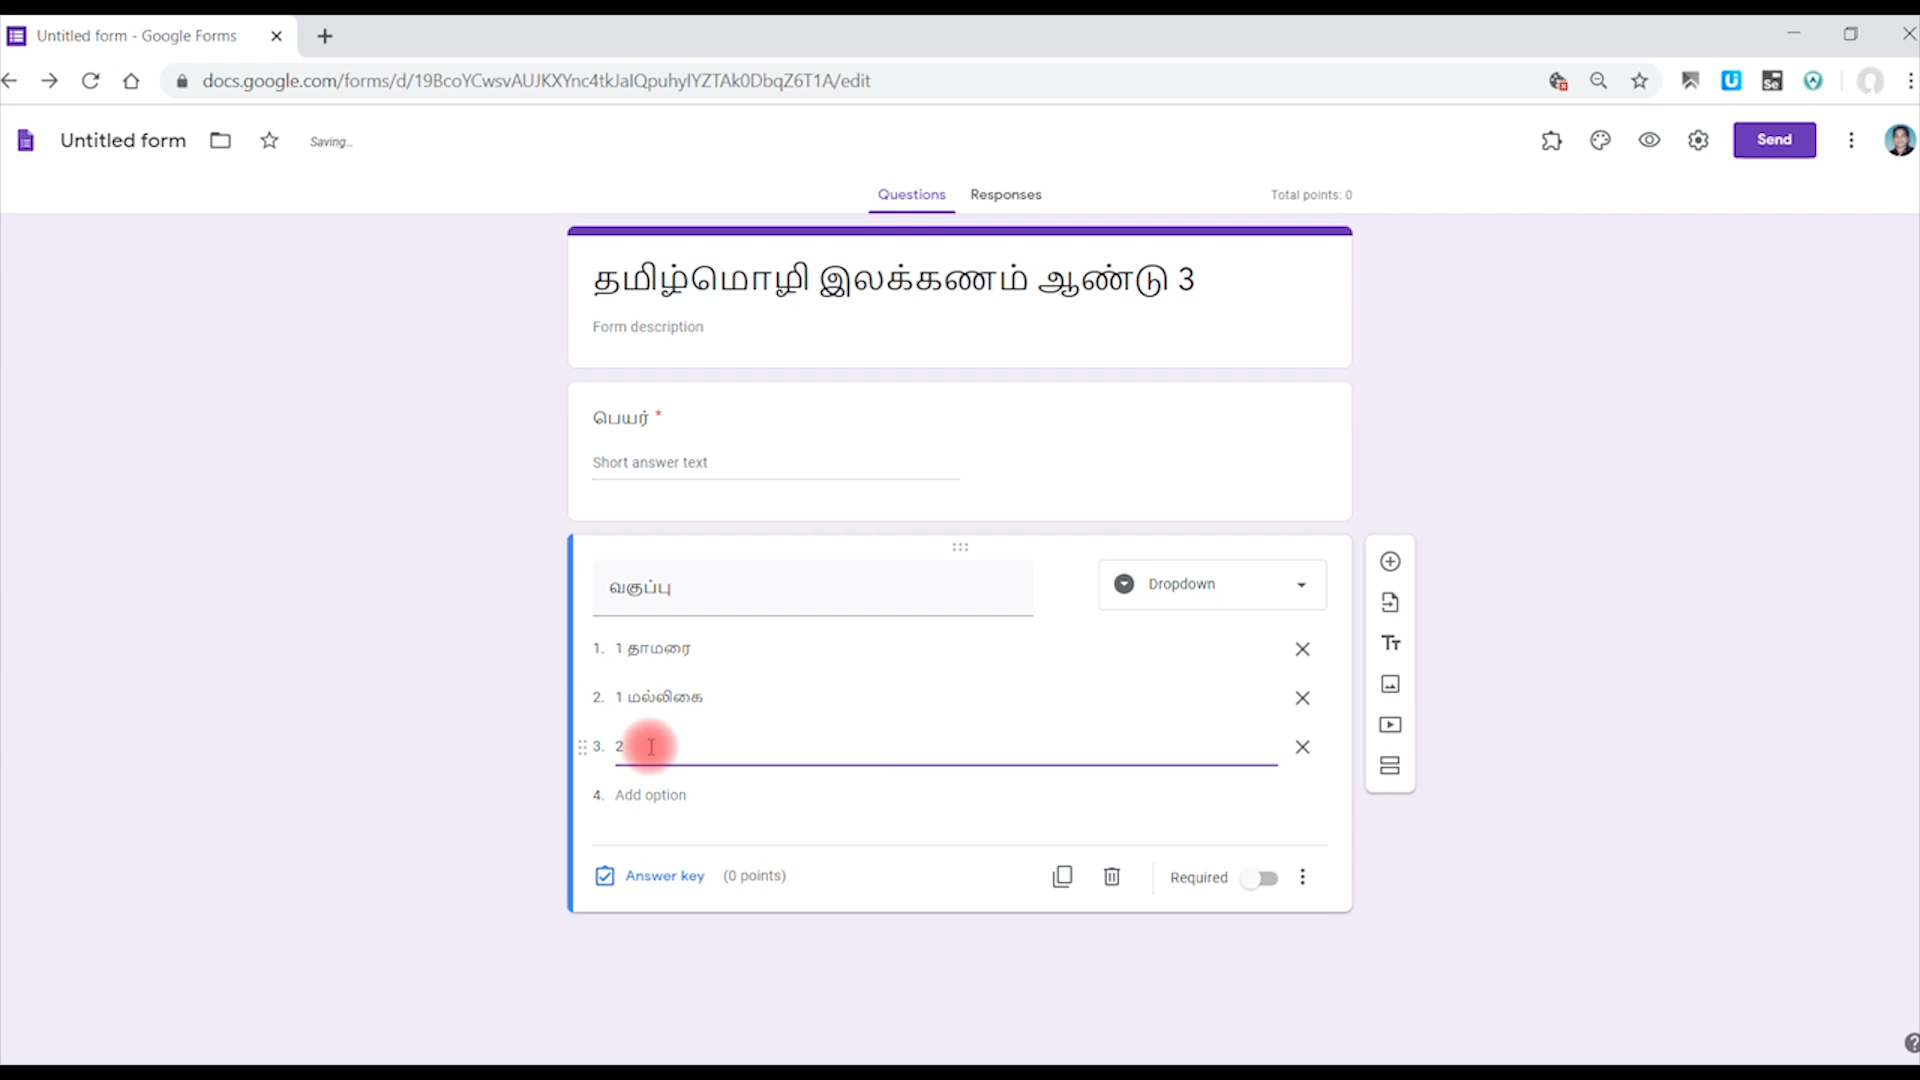 Untitled form - Google Forms
docs.google.com/forms/d/19BcoYCwsvAUJKXYnc4tkJaIQpuhyIYZTAk0DbqZ6T1A/edit
Untitled form
Saving...
Send
Questions
Responses
Total points: 0
தமிழ்மொழி இலக்கணம் ஆண்டு 3
Form description
பெயர் *
Short answer text
வகுப்பு
Dropdown
1. 1 தாமரை
2. 1 மல்லிகை
3. 2
4. Add option
Answer key (0 points)
Required